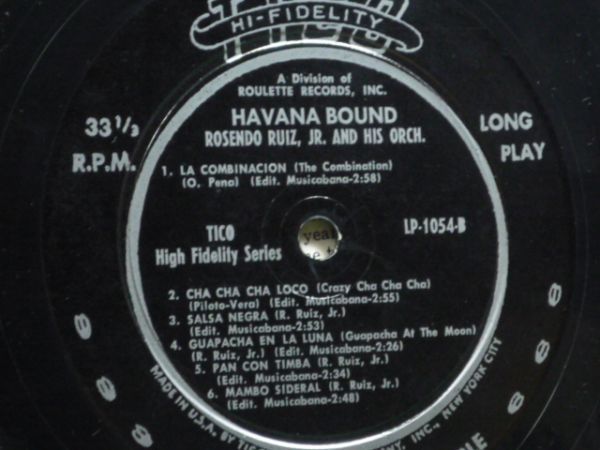 Tico
HI-FIDELITY
A Division of
ROULETTE RECORDS, INC.
HAVANA BOUND
ROSENDO RUIZ, JR. AND HIS ORCH.
33 1/3
R.P.M.
LONG
PLAY
1. LA COMBINACION (The Combination)
(O. Pena) (Edit. Musicabana-2:58)
TICO
High Fidelity Series
LP-1054-B
year
2. CHA CHA CHA LOCO (Crazy Cha Cha Cha)
(Piloto-Vera) (Edit. Musicabana-2:55)
3. SALSA NEGRA (R. Ruiz, Jr.)
(Edit. Musicabana-2:53)
4. GUAPACHA EN LA LUNA (Guapacha At The Moon)
(R. Ruiz, Jr.) (Edit. Musicabana-2:26)
5. PAN CON TIMBA (R. Ruiz, Jr.)
(Edit. Musicabana-2:34)
6. MAMBO SIDERAL (R. Ruiz, Jr.)
(Edit. Musicabana-2:48)
MADE IN U.S.A. BY TICO INC., NEW YORK CITY